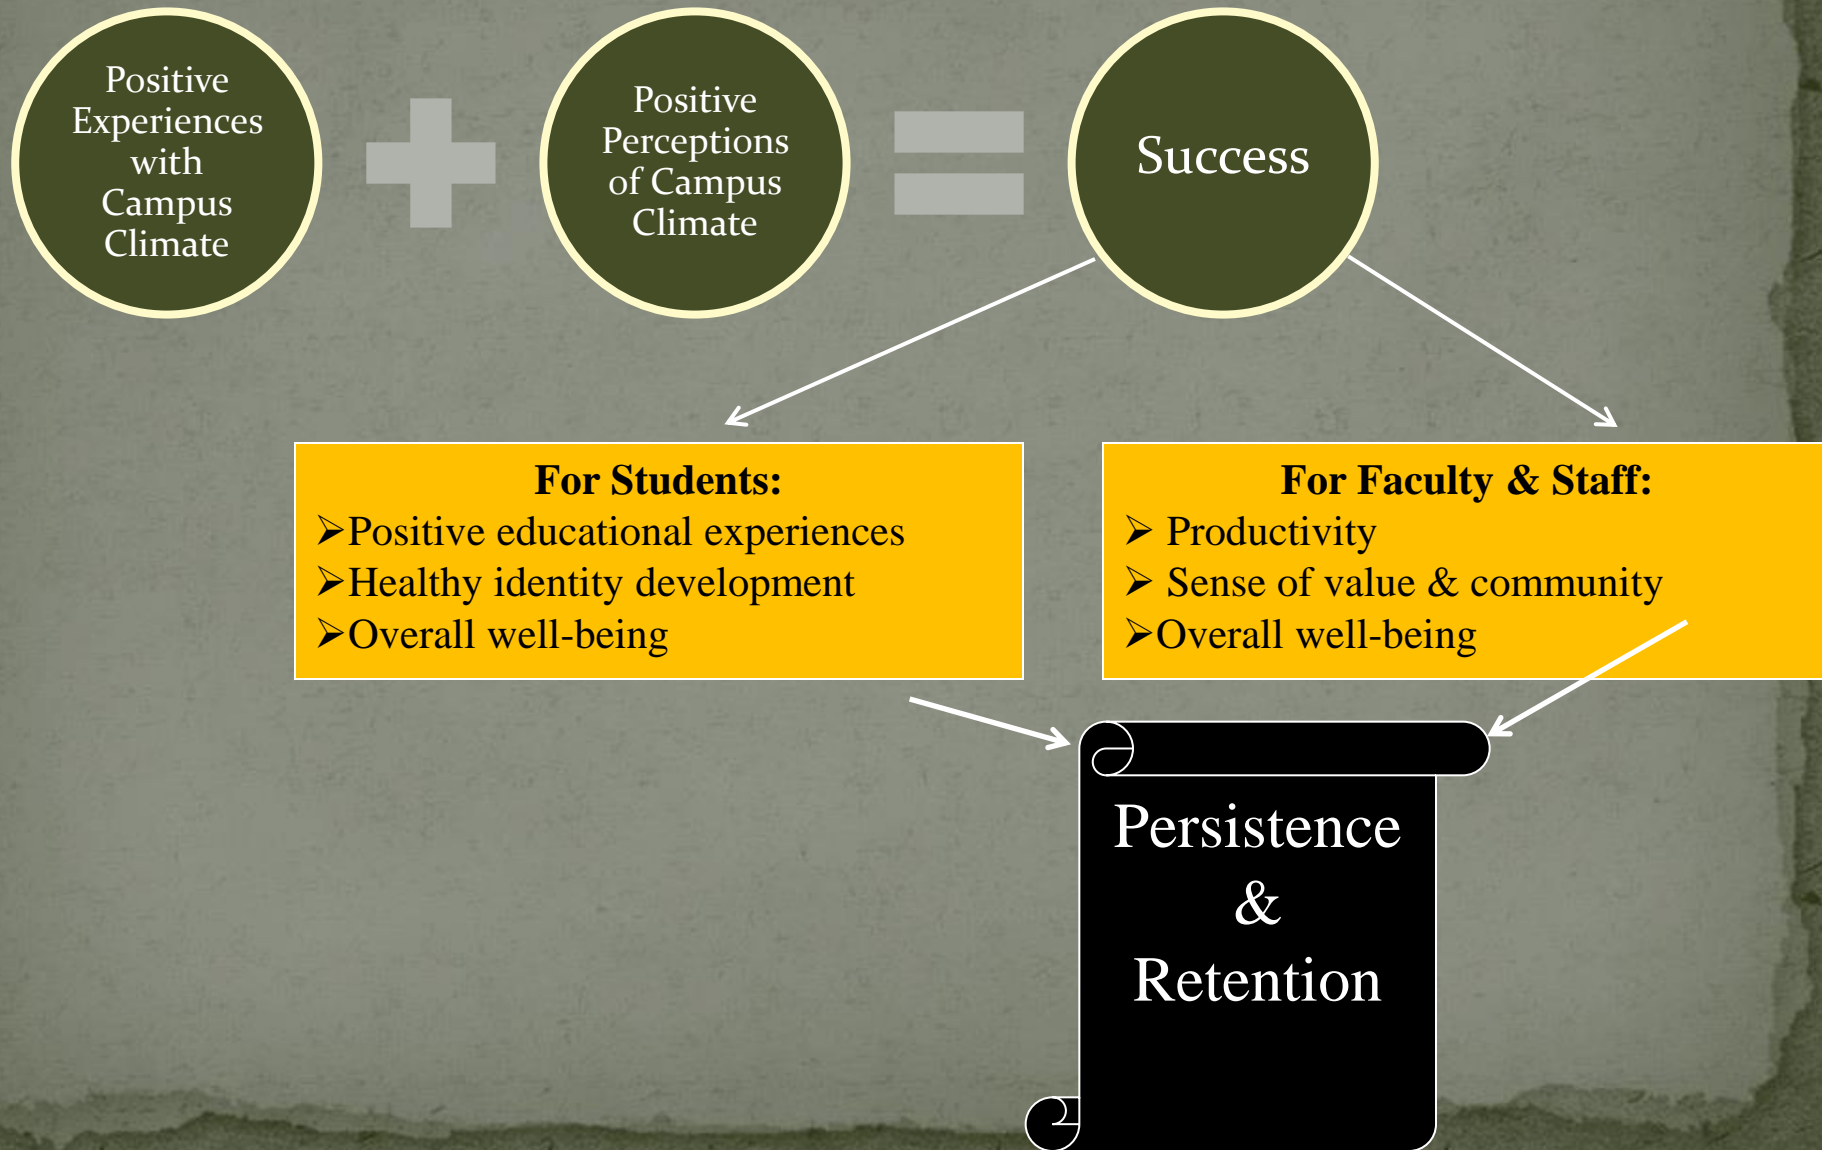 Positive
Experiences
with
Campus
Climate
Positive
Perceptions
of Campus
Climate
Success
For Students:
➢Positive educational experiences
➢Healthy identity development
➢Overall well-being
For Faculty & Staff:
➢ Productivity
➢ Sense of value & community
➢Overall well-being
Persistence
&
Retention